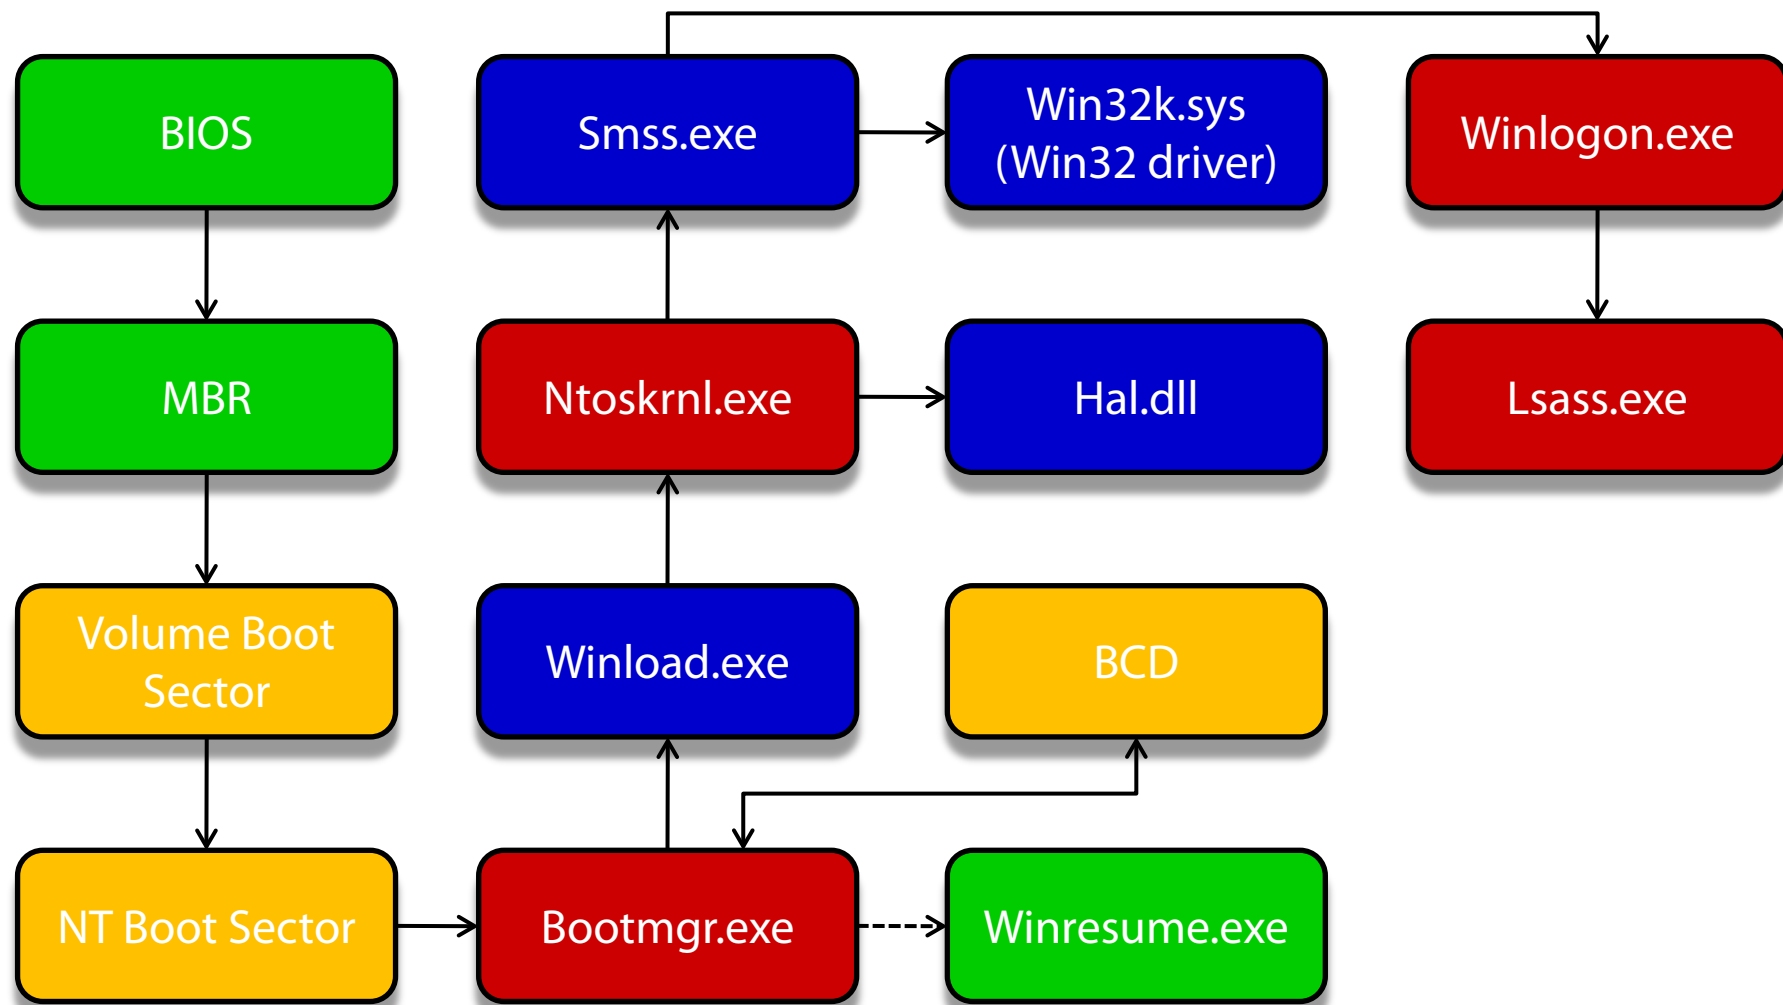 BIOS
Smss.exe
Win32k.sys
(Win32 driver)
Winlogon.exe
MBR
Ntoskrnl.exe
Hal.dll
Lsass.exe
Volume Boot
Sector
Winload.exe
BCD
NT Boot Sector
Bootmgr.exe
Winresume.exe